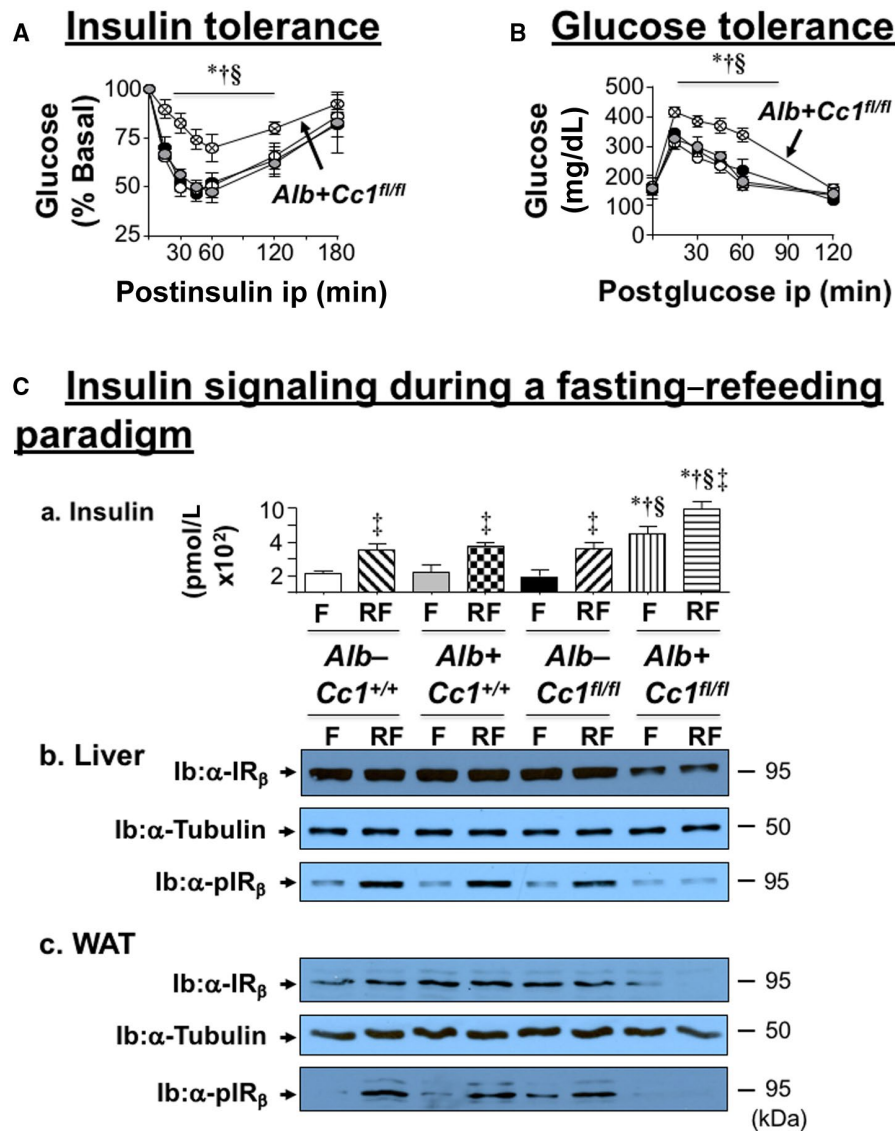 A Insulin tolerance
*†§
100
75
50
25
Glucose
(% Basal)
Alb+Cc1fl/fl
30 60 120 180
Postinsulin ip (min)
B Glucose tolerance
*†§
500
400
300
200
100
0
Glucose
(mg/dL)
Alb+Cc1fl/fl
30 60 90 120
Postglucose ip (min)
C Insulin signaling during a fasting–refeeding
paradigm
a. Insulin
(pmol/L
x10²)
10
4
2
‡ ‡ ‡ *†§ *†§‡
F RF F RF F RF F RF
Alb– Alb+ Alb– Alb+
Cc1+/+ Cc1+/+ Cc1fl/fl Cc1fl/fl
F RF F RF F RF F RF
b. Liver
Ib:α-IRβ – 95
Ib:α-Tubulin – 50
Ib:α-pIRβ – 95
c. WAT
Ib:α-IRβ – 95
Ib:α-Tubulin – 50
Ib:α-pIRβ – 95
(kDa)